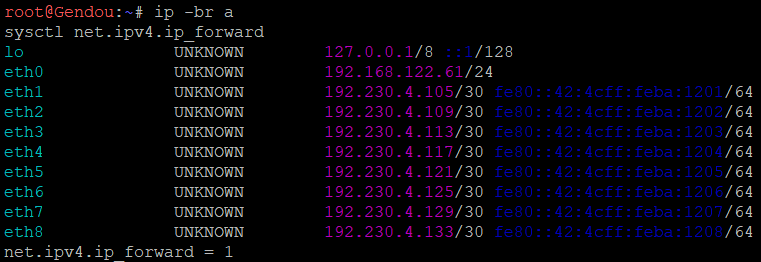 root@Gendou:~# ip -br a
sysctl net.ipv4.ip_forward
lo UNKNOWN 127.0.0.1/8 ::1/128
eth0 UNKNOWN 192.168.122.61/24
eth1 UNKNOWN 192.230.4.105/30 fe80::42:4cff:feba:1201/64
eth2 UNKNOWN 192.230.4.109/30 fe80::42:4cff:feba:1202/64
eth3 UNKNOWN 192.230.4.113/30 fe80::42:4cff:feba:1203/64
eth4 UNKNOWN 192.230.4.117/30 fe80::42:4cff:feba:1204/64
eth5 UNKNOWN 192.230.4.121/30 fe80::42:4cff:feba:1205/64
eth6 UNKNOWN 192.230.4.125/30 fe80::42:4cff:feba:1206/64
eth7 UNKNOWN 192.230.4.129/30 fe80::42:4cff:feba:1207/64
eth8 UNKNOWN 192.230.4.133/30 fe80::42:4cff:feba:1208/64
net.ipv4.ip_forward = 1